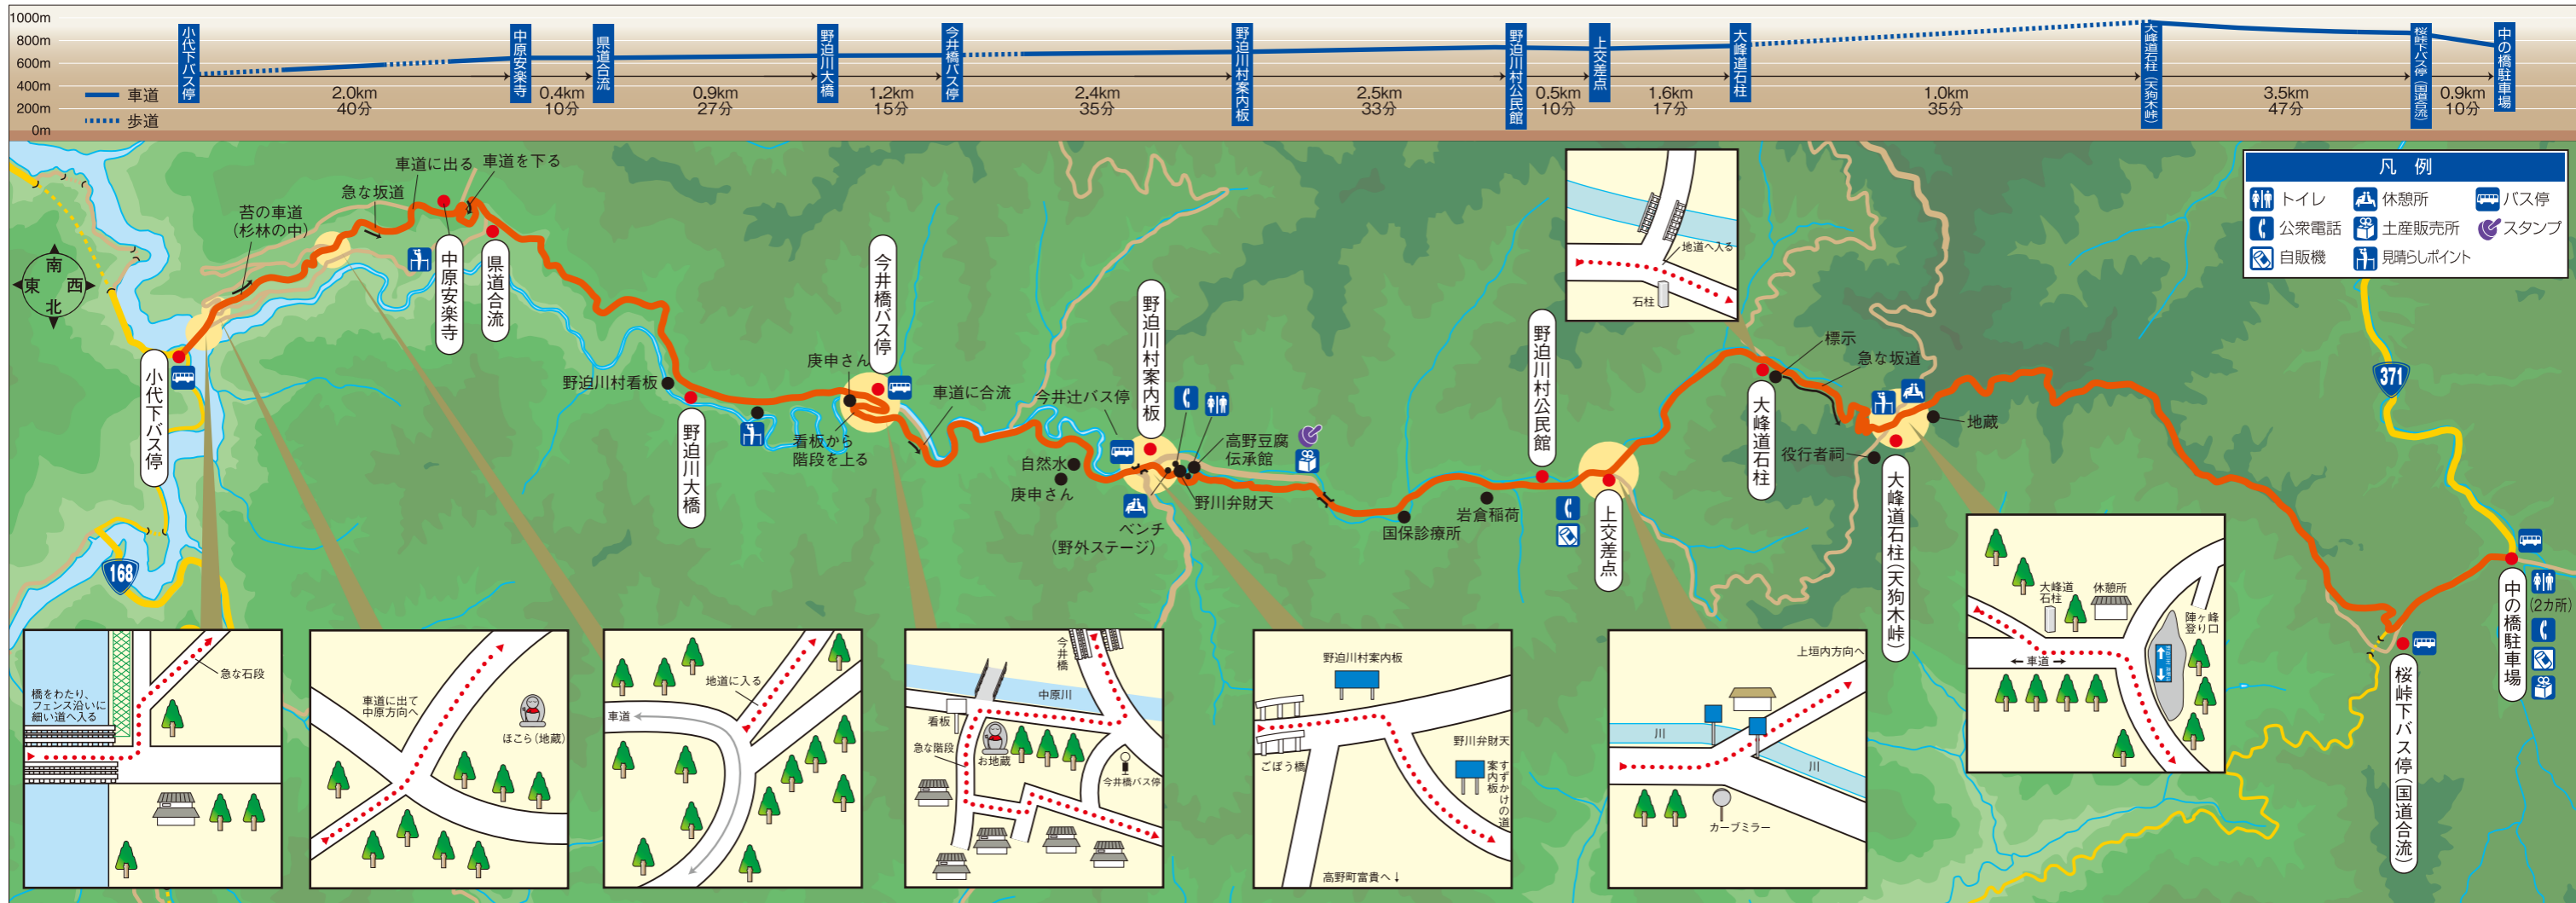 1000m
800m
600m
400m
200m
0m
車道
歩道
小代下バス停
2.0km
40分
中原安楽寺
0.4km
10分
県道合流
0.9km
27分
野迫川大橋
1.2km
15分
今井橋バス停
2.4km
35分
野迫川村案内板
2.5km
33分
野迫川村公民館
0.5km
10分
上交差点
1.6km
17分
大峰道石柱
1.0km
35分
大峰道石柱(天狗木峠)
3.5km
47分
桜峠下バス停(国道合流)
0.9km
10分
中の橋駐車場
凡例
トイレ
休憩所
バス停
公衆電話
土産販売所
スタンプ
自販機
見晴らしポイント
南
東 西
北
168
371
小代下バス停
苔の車道
(杉林の中)
急な坂道
車道に出る
車道を下る
中原安楽寺
県道合流
野迫川村看板
野迫川大橋
庚申さん
今井橋バス停
看板から
階段を上る
車道に合流
今井辻バス停
自然水
庚申さん
野迫川村案内板
高野豆腐
伝承館
野川弁財天
ベンチ
(野外ステージ)
国保診療所
岩倉稲荷
野迫川村公民館
上交差点
大峰道石柱
標示
急な坂道
地蔵
役行者祠
大峰道石柱(天狗木峠)
桜峠下バス停(国道合流)
中の橋駐車場
(2カ所)
地道へ入る
石柱
急な石段
橋をわたり、
フェンス沿いに
細い道へ入る
車道に出て
中原方向へ
ほこら(地蔵)
地道に入る
車道
今井橋
中原川
看板
急な階段
お地蔵
今井橋バス停
野迫川村案内板
ごぼう橋
野川弁財天
すずかけの道
案内板
高野町富貴へ↓
上垣内方向へ
川
川
カーブミラー
大峰道
石柱
休憩所
陣ヶ峰
登り口
←車道→